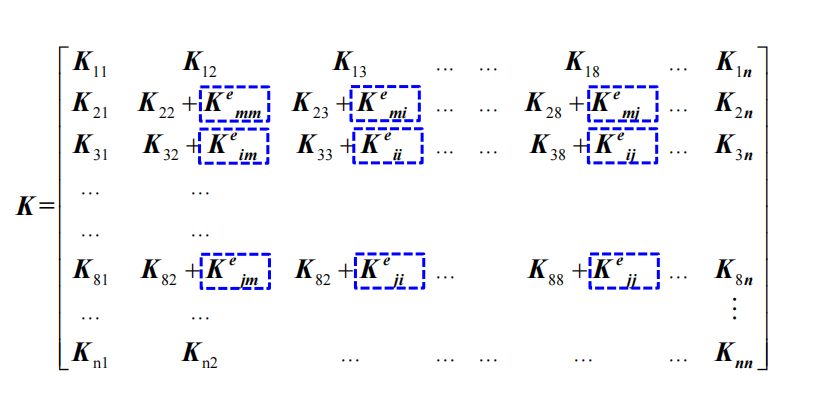 K₁₁ K₁₂ K₁₃ … … K₁₈ … K₁ₙ
K₂₁ K₂₂ + Kᵉₘₘ K₂₃ + Kᵉₘᵢ … … K₂₈ + Kᵉₘⱼ … K₂ₙ
K₃₁ K₃₂ + Kᵉᵢₘ K₃₃ + Kᵉᵢᵢ … … K₃₈ + Kᵉᵢⱼ … K₃ₙ
… …
K =
… …
K₈₁ K₈₂ + Kᵉⱼₘ K₈₂ + Kᵉⱼᵢ … K₈₈ + Kᵉⱼⱼ … K₈ₙ
… … ⋮
Kₙ₁ Kₙ₂ … … … … … Kₙₙ